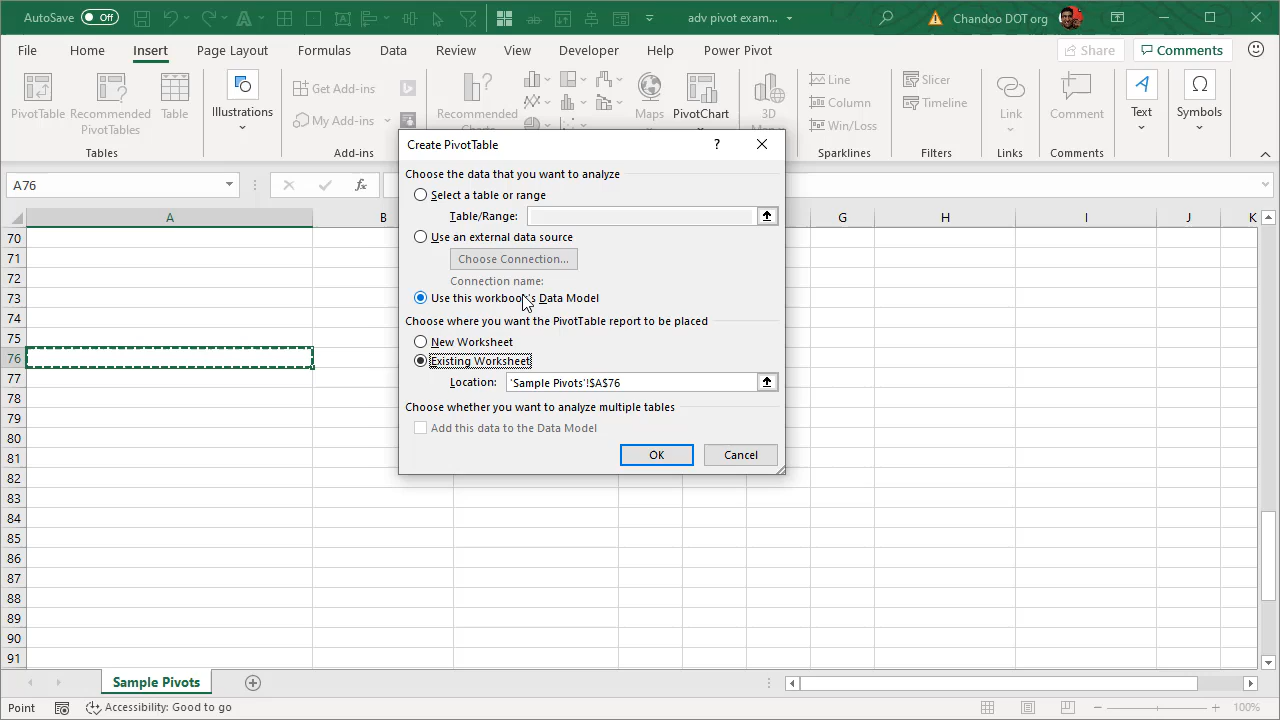 AutoSave Off adv pivot exam... Chandoo DOT org
File Home Insert Page Layout Formulas Data Review View Developer Help Power Pivot Share Comments
PivotTable Recommended PivotTables Table Illustrations Get Add-ins My Add-ins Recommended Maps PivotChart 3D Line Column Win/Loss Slicer Timeline Link Comment Text Symbols
Tables Add-ins Sparklines Filters Links Comments
A76 fx
A B G H I J K
Create PivotTable ?
Choose the data that you want to analyze
Select a table or range
Table/Range:
Use an external data source
Choose Connection...
Connection name:
Use this workbook's Data Model
Choose where you want the PivotTable report to be placed
New Worksheet
Existing Worksheet
Location: 'Sample Pivots'!$A$76
Choose whether you want to analyze multiple tables
Add this data to the Data Model
OK Cancel
70
71
72
73
74
75
76
77
78
79
80
81
82
83
84
85
86
87
88
89
90
91
Sample Pivots
Point Accessibility: Good to go 100%